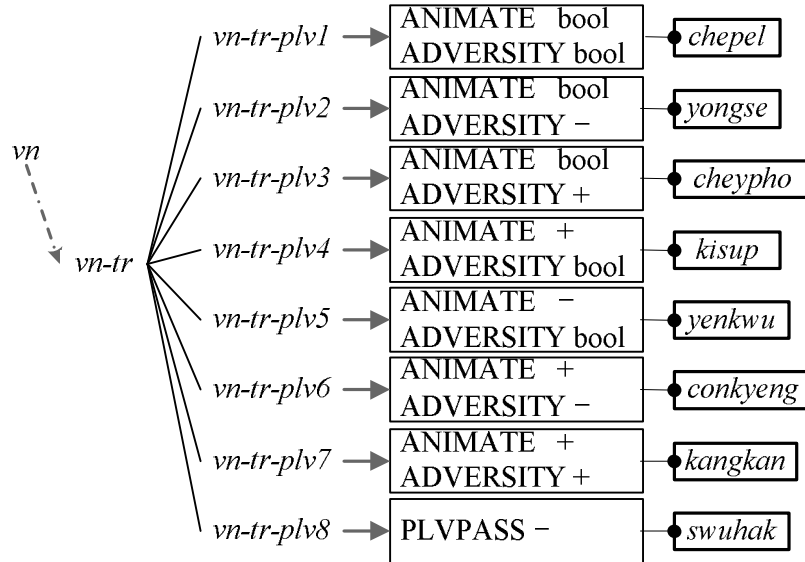 vn
vn-tr
vn-tr-plv1
ANIMATE bool
ADVERSITY bool
chepel
vn-tr-plv2
ANIMATE bool
ADVERSITY −
yongse
vn-tr-plv3
ANIMATE bool
ADVERSITY +
cheypho
vn-tr-plv4
ANIMATE +
ADVERSITY bool
kisup
vn-tr-plv5
ANIMATE −
ADVERSITY bool
yenkwu
vn-tr-plv6
ANIMATE +
ADVERSITY −
conkyeng
vn-tr-plv7
ANIMATE +
ADVERSITY +
kangkan
vn-tr-plv8
PLVPASS −
swuhak